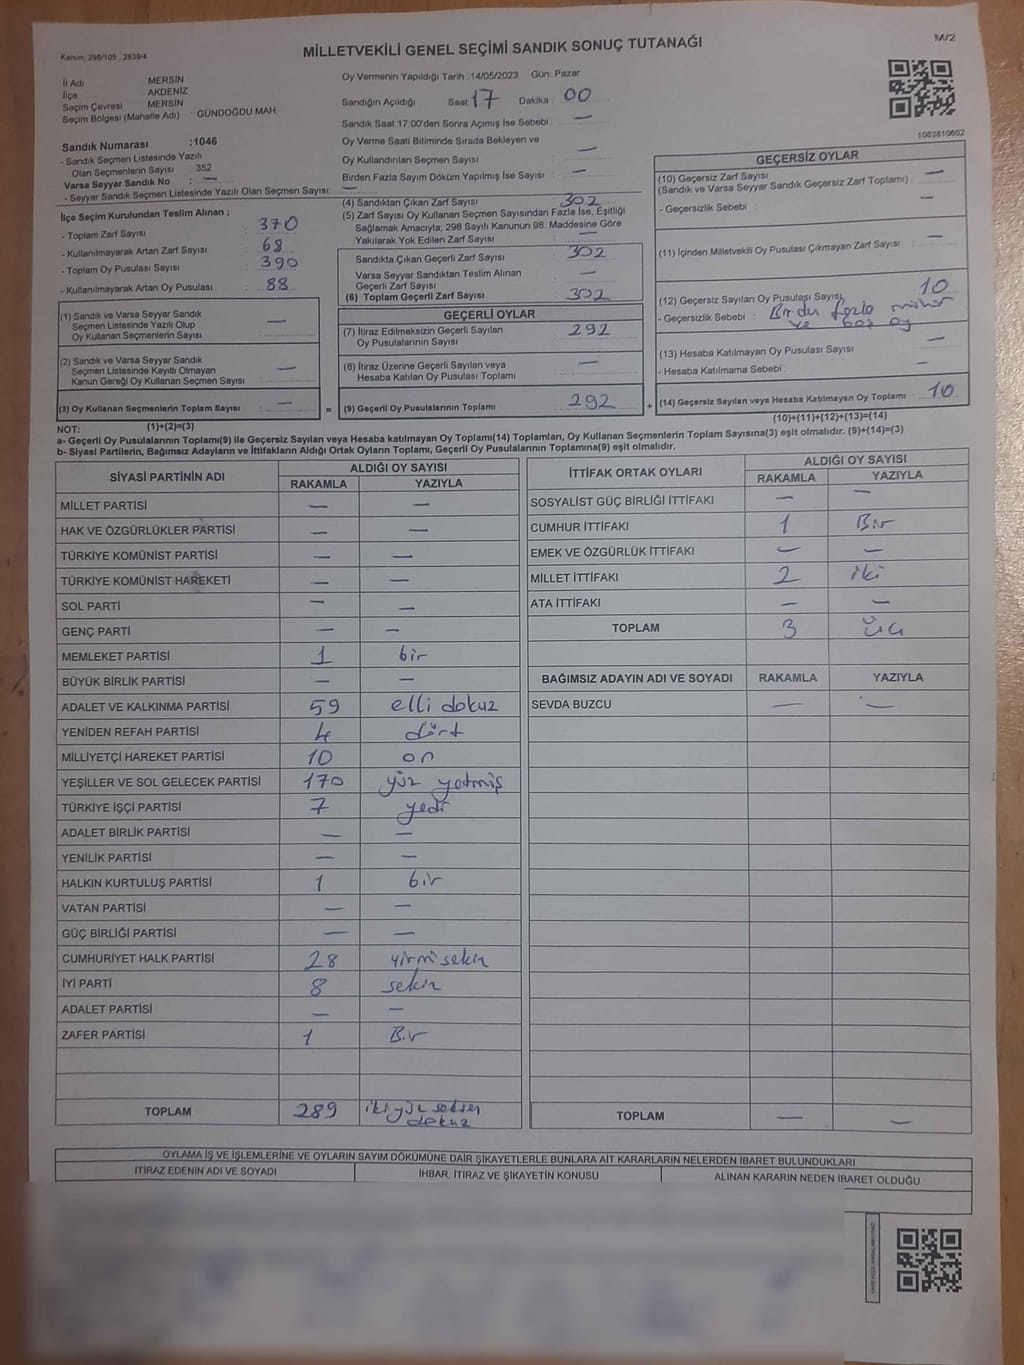 Kanun: 298/105 , 2839/4
MİLLETVEKİLİ GENEL SEÇİMİ SANDIK SONUÇ TUTANAĞI
M/2
İl Adı MERSİN
İlçe AKDENİZ
Seçim Çevresi MERSİN
Seçim Bölgesi (Mahalle Adı) : GÜNDOĞDU MAH.
Sandık Numarası :1046
- Sandık Seçmen Listesinde Yazılı
Olan Seçmenlerin Sayısı : 352
Varsa Seyyar Sandık No : —
- Seyyar Sandık Seçmen Listesinde Yazılı Olan Seçmen Sayısı: —
İlçe Seçim Kurulundan Teslim Alınan ;
- Toplam Zarf Sayısı : 370
- Kullanılmayarak Artan Zarf Sayısı : 68
- Toplam Oy Pusulası Sayısı : 390
- Kullanılmayarak Artan Oy Pusulası : 88
(1) Sandık ve Varsa Seyyar Sandık
Seçmen Listesinde Yazılı Olup
Oy Kullanan Seçmenlerin Sayısı : —
(2) Sandık ve Varsa Seyyar Sandık
Seçmen Listesinde Kayıtlı Olmayan
Kanun Gereği Oy Kullanan Seçmen Sayısı : —
(3) Oy Kullanan Seçmenlerin Toplam Sayısı : — =
(1)+(2)=(3)
Oy Vermenin Yapıldığı Tarih :14/05/2023 Gün: Pazar
Sandığın Açıldığı Saat 17 Dakika : 00
Sandık Saat 17:00'den Sonra Açımış İse Sebebi : —
Oy Verme Saati Bitiminde Sırada Bekleyen ve
Oy Kullandırılan Seçmen Sayısı : —
Birden Fazla Sayım Döküm Yapılmış İse Sayısı : —
(4) Sandıktan Çıkan Zarf Sayısı : 302
(5) Zarf Sayısı Oy Kullanan Seçmen Sayısından Fazla İse, Eşitliği
Sağlamak Amacıyla; 298 Sayılı Kanunun 98. Maddesine Göre
Yakılarak Yok Edilen Zarf Sayısı : —
Sandıkta Çıkan Geçerli Zarf Sayısı : 302
Varsa Seyyar Sandıktan Teslim Alınan
Geçerli Zarf Sayısı : —
(6) Toplam Geçerli Zarf Sayısı : 302
GEÇERLİ OYLAR
(7) İtiraz Edilmeksizin Geçerli Sayılan
Oy Pusulalarının Sayısı : 292
(8) İtiraz Üzerine Geçerli Sayılan veya
Hesaba Katılan Oy Pusulası Toplamı : —
(9) Geçerli Oy Pusulalarının Toplamı : 292 +
1063810602
GEÇERSİZ OYLAR
(10) Geçersiz Zarf Sayısı
(Sandık ve Varsa Seyyar Sandık Geçersiz Zarf Toplamı) : —
- Geçersizlik Sebebi : —
(11) İçinden Milletvekili Oy Pusulası Çıkmayan Zarf Sayısı : —
(12) Geçersiz Sayılan Oy Pusulası Sayısı : 10
- Geçersizlik Sebebi : Birden fazla mühür
ve boş oy
(13) Hesaba Katılmayan Oy Pusulası Sayısı : —
- Hesaba Katılmama Sebebi : —
(14) Geçersiz Sayılan veya Hesaba Katılmayan Oy Toplamı : 10
(10)+(11)+(12)+(13)=(14)
NOT:
a- Geçerli Oy Pusulalarının Toplamı(9) ile Geçersiz Sayılan veya Hesaba katılmayan Oy Toplamı(14) Toplamları, Oy Kullanan Seçmenlerin Toplam Sayısına(3) eşit olmalıdır. (9)+(14)=(3)
b- Siyasi Partilerin, Bağımsız Adayların ve İttifakların Aldığı Ortak Oyların Toplamı, Geçerli Oy Pusulalarının Toplamına(9) eşit olmalıdır.
SİYASİ PARTİNİN ADI ALDIĞI OY SAYISI
RAKAMLA YAZIYLA
MİLLET PARTİSİ — —
HAK VE ÖZGÜRLÜKLER PARTİSİ — —
TÜRKİYE KOMÜNİST PARTİSİ — —
TÜRKİYE KOMÜNİST HAREKETİ — —
SOL PARTİ — —
GENÇ PARTİ — —
MEMLEKET PARTİSİ 1 bir
BÜYÜK BİRLİK PARTİSİ — —
ADALET VE KALKINMA PARTİSİ 59 elli dokuz
YENİDEN REFAH PARTİSİ 4 dört
MİLLİYETÇİ HAREKET PARTİSİ 10 on
YEŞİLLER VE SOL GELECEK PARTİSİ 170 yüz yetmiş
TÜRKİYE İŞÇİ PARTİSİ 7 yedi
ADALET BİRLİK PARTİSİ — —
YENİLİK PARTİSİ — —
HALKIN KURTULUŞ PARTİSİ 1 bir
VATAN PARTİSİ — —
GÜÇ BİRLİĞİ PARTİSİ — —
CUMHURİYET HALK PARTİSİ 28 yirmi sekiz
İYİ PARTİ 8 sekiz
ADALET PARTİSİ — —
ZAFER PARTİSİ 1 Bir
TOPLAM 289 iki yüz seksen
dokuz
İTTİFAK ORTAK OYLARI ALDIĞI OY SAYISI
RAKAMLA YAZIYLA
SOSYALİST GÜÇ BİRLİĞİ İTTİFAKI — —
CUMHUR İTTİFAKI 1 Bir
EMEK VE ÖZGÜRLÜK İTTİFAKI — —
MİLLET İTTİFAKI 2 iki
ATA İTTİFAKI — —
TOPLAM 3 üç
BAĞIMSIZ ADAYIN ADI VE SOYADI RAKAMLA YAZIYLA
SEVDA BUZCU — —
TOPLAM — —
OYLAMA İŞ VE İŞLEMLERİNE VE OYLARIN SAYIM DÖKÜMÜNE DAİR ŞİKAYETLERLE BUNLARA AİT KARARLARIN NELERDEN İBARET BULUNDUKLARI
İTİRAZ EDENİN ADI VE SOYADI İHBAR, İTİRAZ VE ŞİKAYETİN KONUSU ALINAN KARARIN NEDEN İBARET OLDUĞU